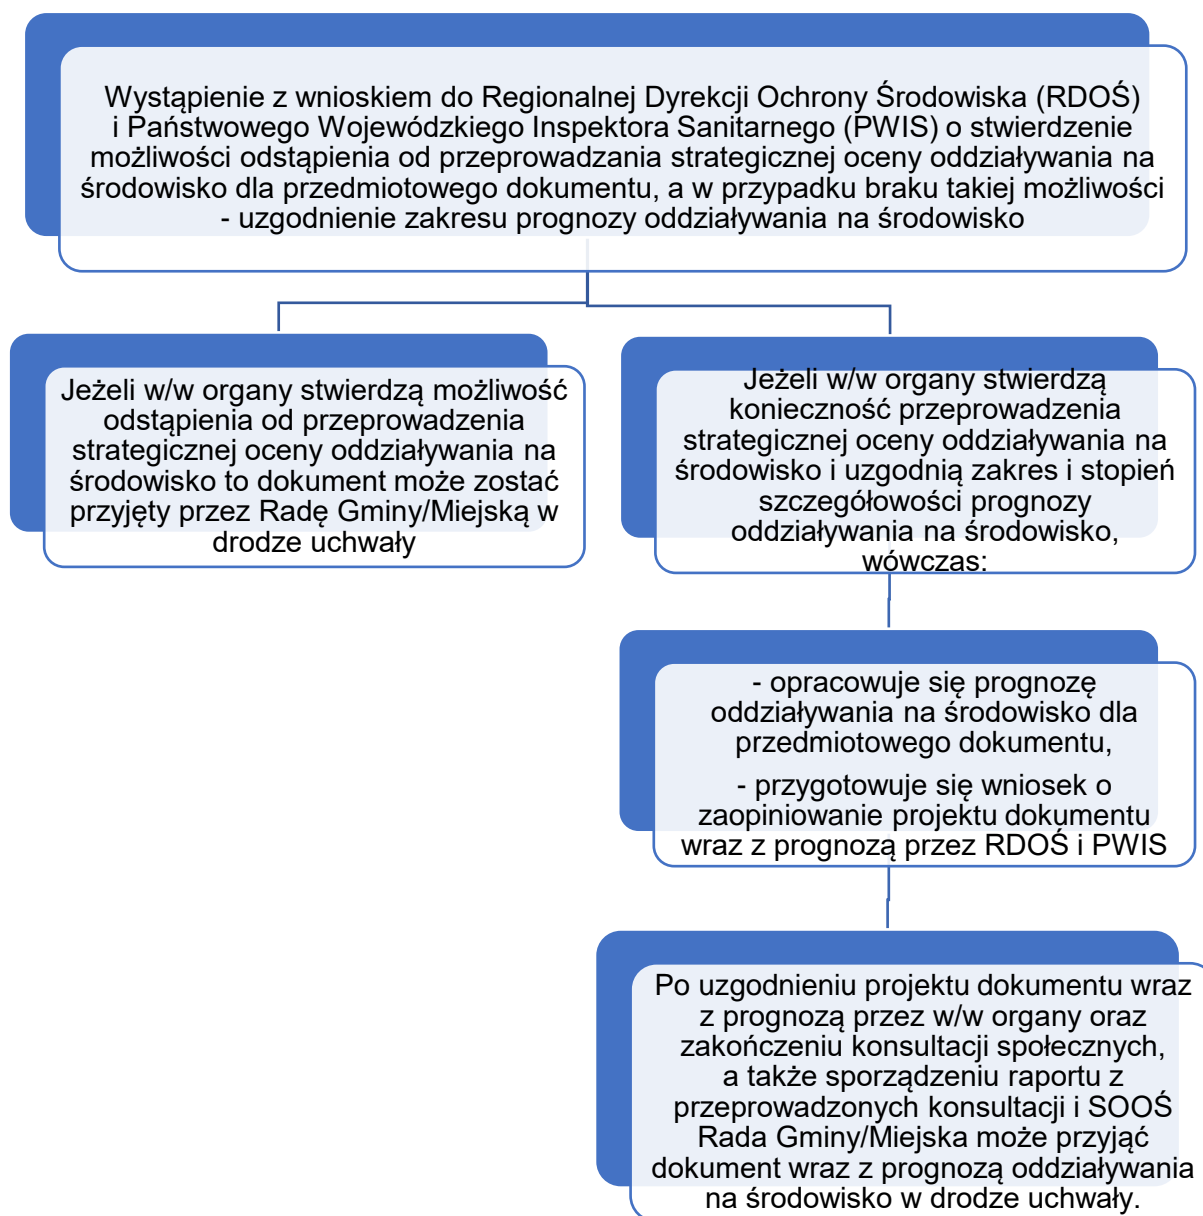 Wystąpienie z wnioskiem do Regionalnej Dyrekcji Ochrony Środowiska (RDOŚ)
i Państwowego Wojewódzkiego Inspektora Sanitarnego (PWIS) o stwierdzenie
możliwości odstąpienia od przeprowadzania strategicznej oceny oddziaływania na
środowisko dla przedmiotowego dokumentu, a w przypadku braku takiej możliwości
- uzgodnienie zakresu prognozy oddziaływania na środowisko
Jeżeli w/w organy stwierdzą możliwość
odstąpienia od przeprowadzenia
strategicznej oceny oddziaływania na
środowisko to dokument może zostać
przyjęty przez Radę Gminy/Miejską w
drodze uchwały
Jeżeli w/w organy stwierdzą
konieczność przeprowadzenia
strategicznej oceny oddziaływania na
środowisko i uzgodnią zakres i stopień
szczegółowości prognozy
oddziaływania na środowisko,
wówczas:
- opracowuje się prognozę
oddziaływania na środowisko dla
przedmiotowego dokumentu,
- przygotowuje się wniosek o
zaopiniowanie projektu dokumentu
wraz z prognozą przez RDOŚ i PWIS
Po uzgodnieniu projektu dokumentu wraz
z prognozą przez w/w organy oraz
zakończeniu konsultacji społecznych,
a także sporządzeniu raportu z
przeprowadzonych konsultacji i SOOŚ
Rada Gminy/Miejska może przyjąć
dokument wraz z prognozą oddziaływania
na środowisko w drodze uchwały.